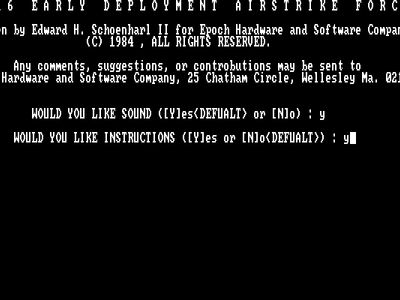 6 EARLY DEPLOYMENT AIRSTRIKE FORC
en by Edward H. Schoenharl II for Epoch Hardware and Software Compan
(C) 1984 , ALL RIGHTS RESERVED.
Any comments, suggestions, or controbutions may be sent to
Hardware and Software Company, 25 Chatham Circle, Wellesley Ma. 021
WOULD YOU LIKE SOUND ([Y]es<DEFUALT> or [N]o) : y
WOULD YOU LIKE INSTRUCTIONS ([Y]es or [N]o<DEFUALT>) : y